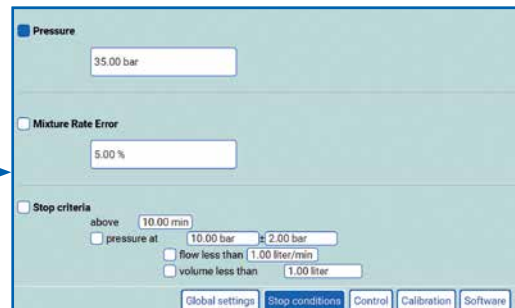 Pressure
35.00 bar
Mixture Rate Error
5.00 %
Stop criteria
above 10.00 min
pressure at 10.00 bar ± 2.00 bar
flow less than 1.00 liter/min
volume less than 1.00 liter
Global settings Stop conditions Control Calibration Software